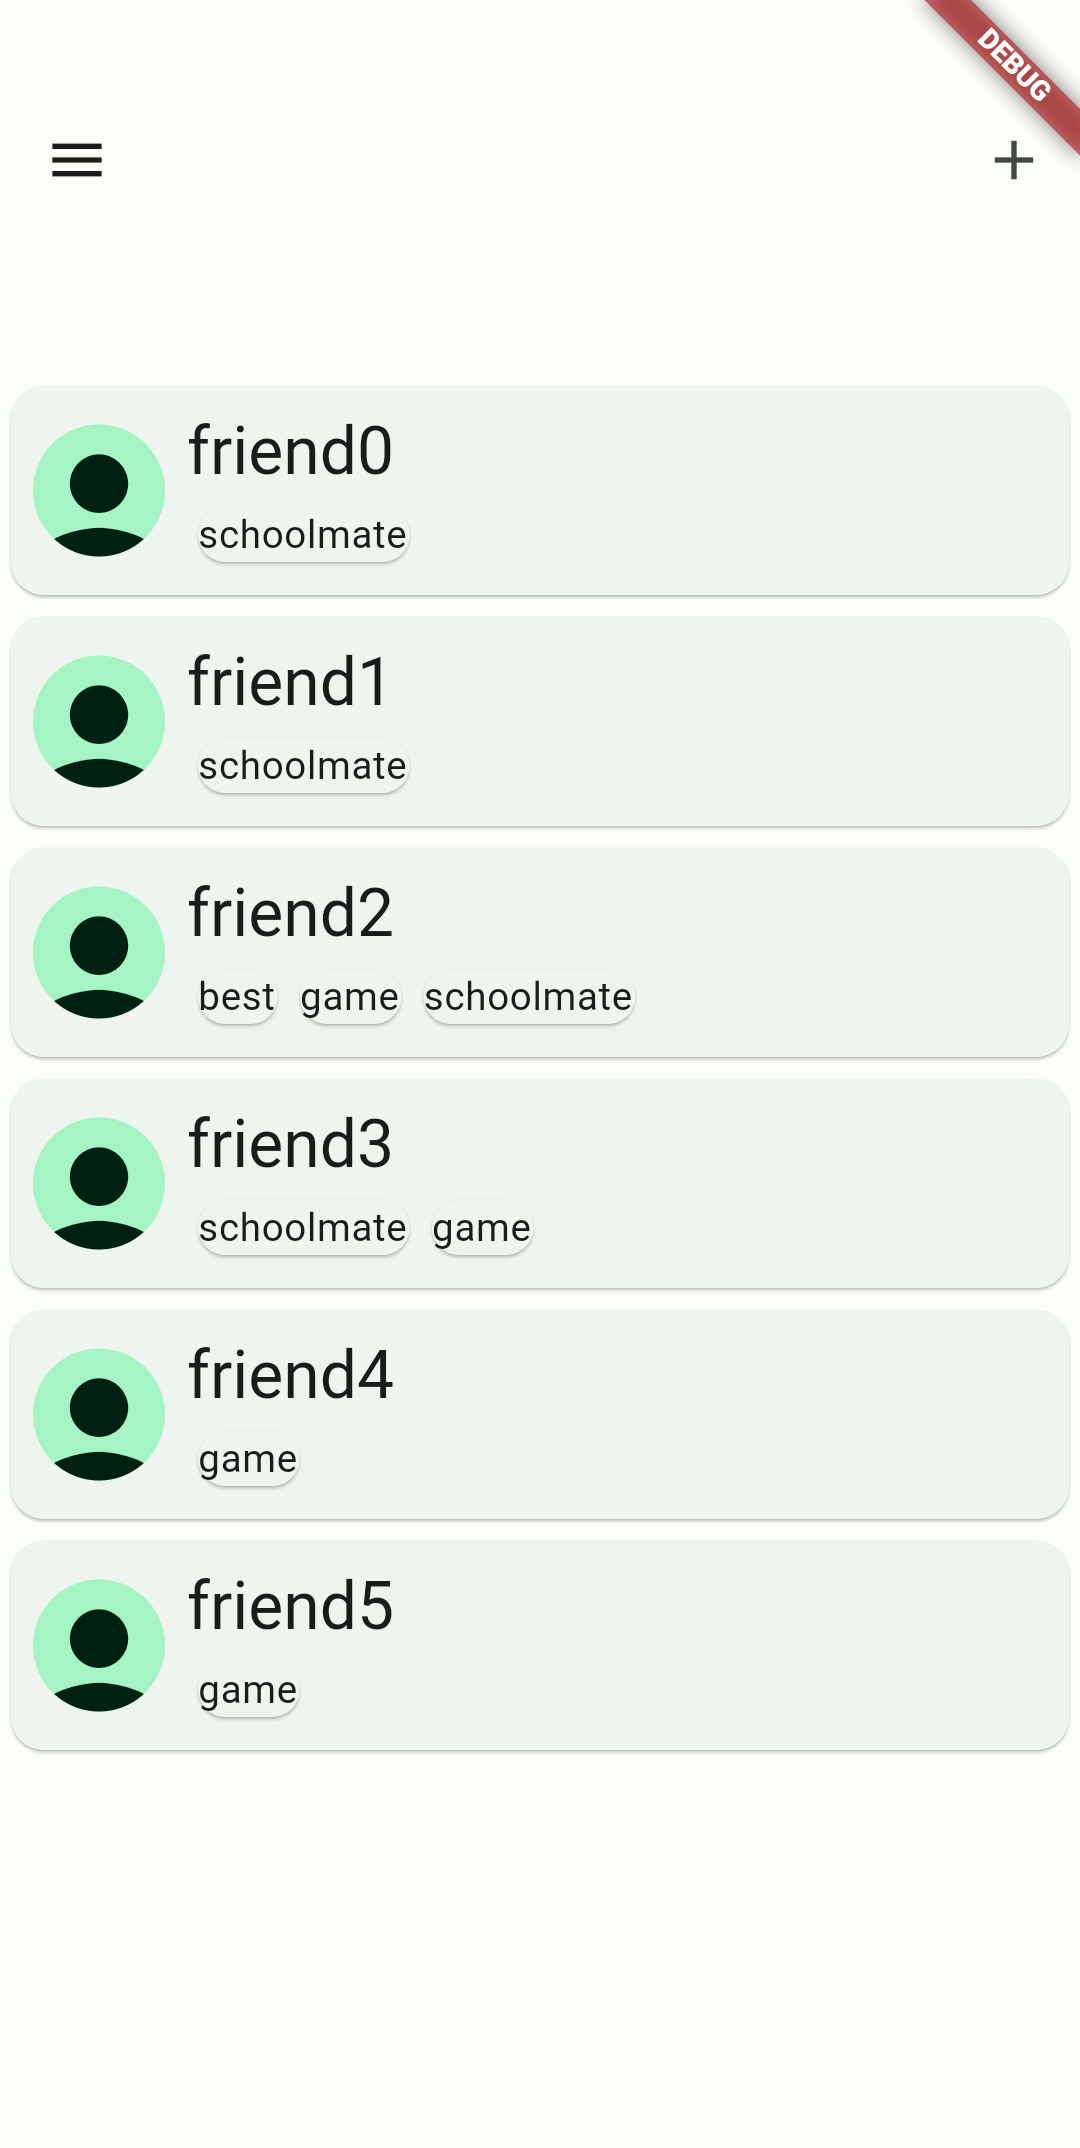 DEBUG
friend0
schoolmate
friend1
schoolmate
friend2
best game schoolmate
friend3
schoolmate game
friend4
game
friend5
game